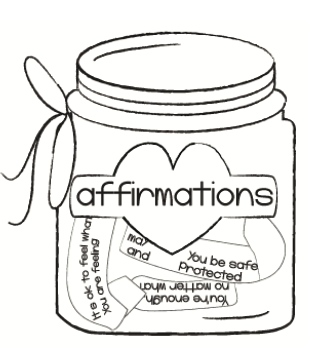 affirmations
It's ok to feel what
You are feeling
may
and
You be safe
Protected
You're enough,
no matter what.